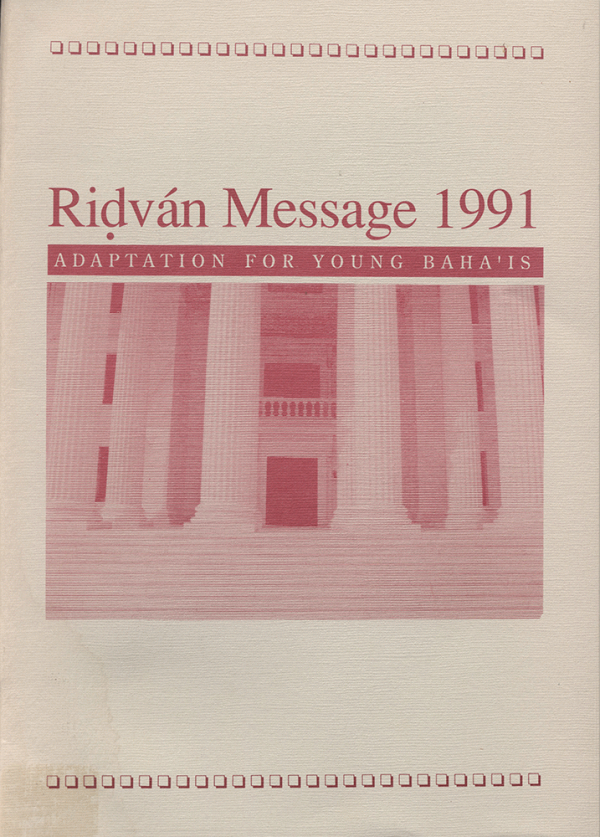 Riḍván Message 1991
ADAPTATION FOR YOUNG BAHA'IS